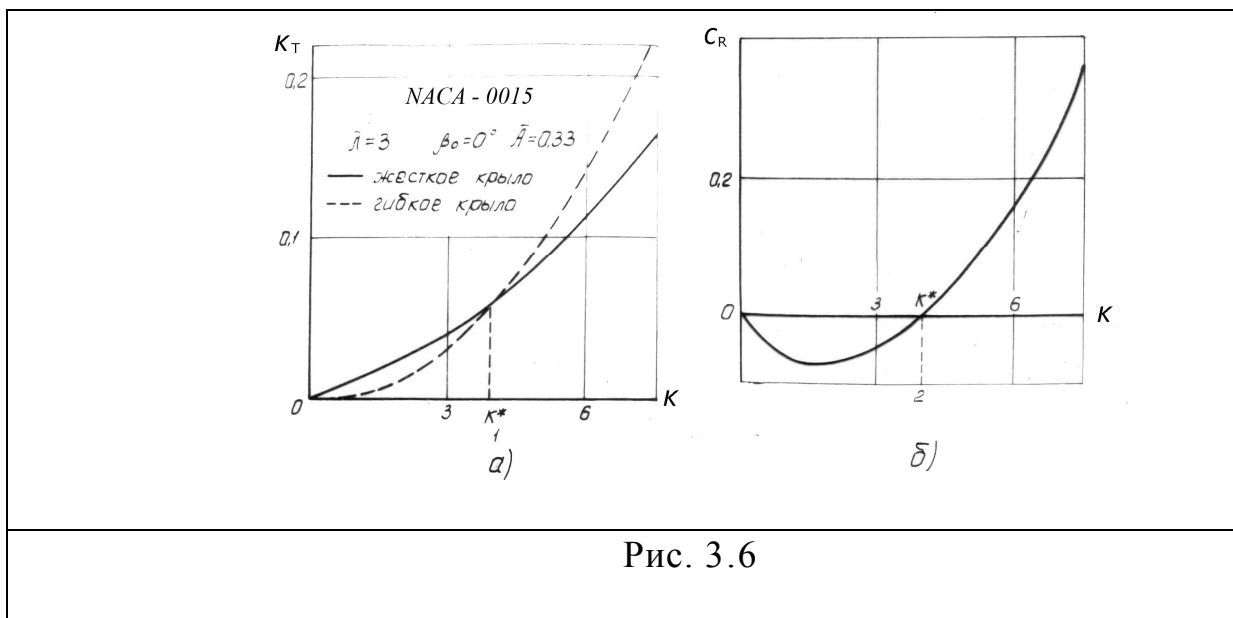 K_T
0,2
NACA - 0015
λ=3 β₀=0° Ā=0,33
жесткое крыло
гибкое крыло
0,1
0 3 K* 6 K
1
а)
C_R
0,2
0 3 K* 6 K
2
б)
Рис. 3.6